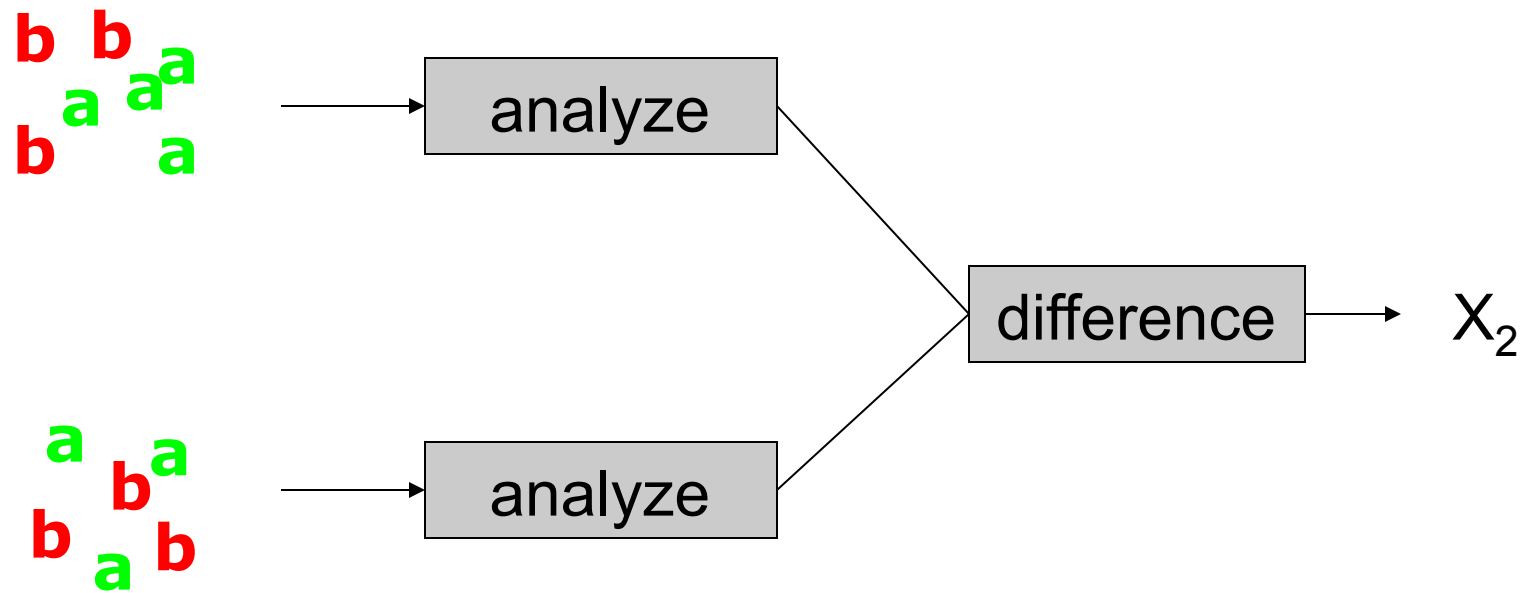 b b a
a a
b a
analyze
difference
X₂
a a
b
b b
a
analyze